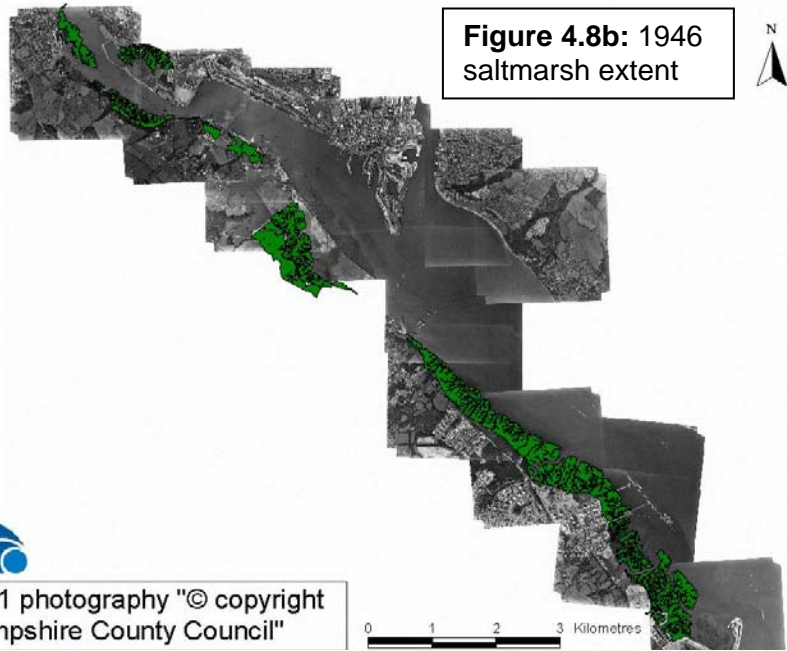 Figure 4.8b: 1946
saltmarsh extent
N
1 photography "© copyright
mpshire County Council"
0 1 2 3 Kilometres